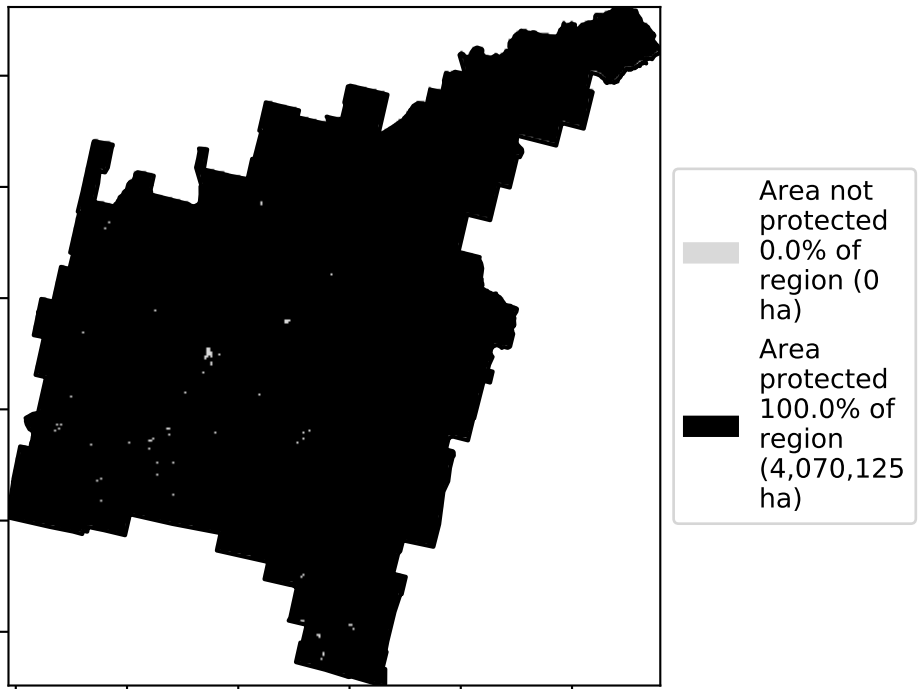 Area not
protected
0.0% of
region (0
ha)
Area
protected
100.0% of
region
(4,070,125
ha)